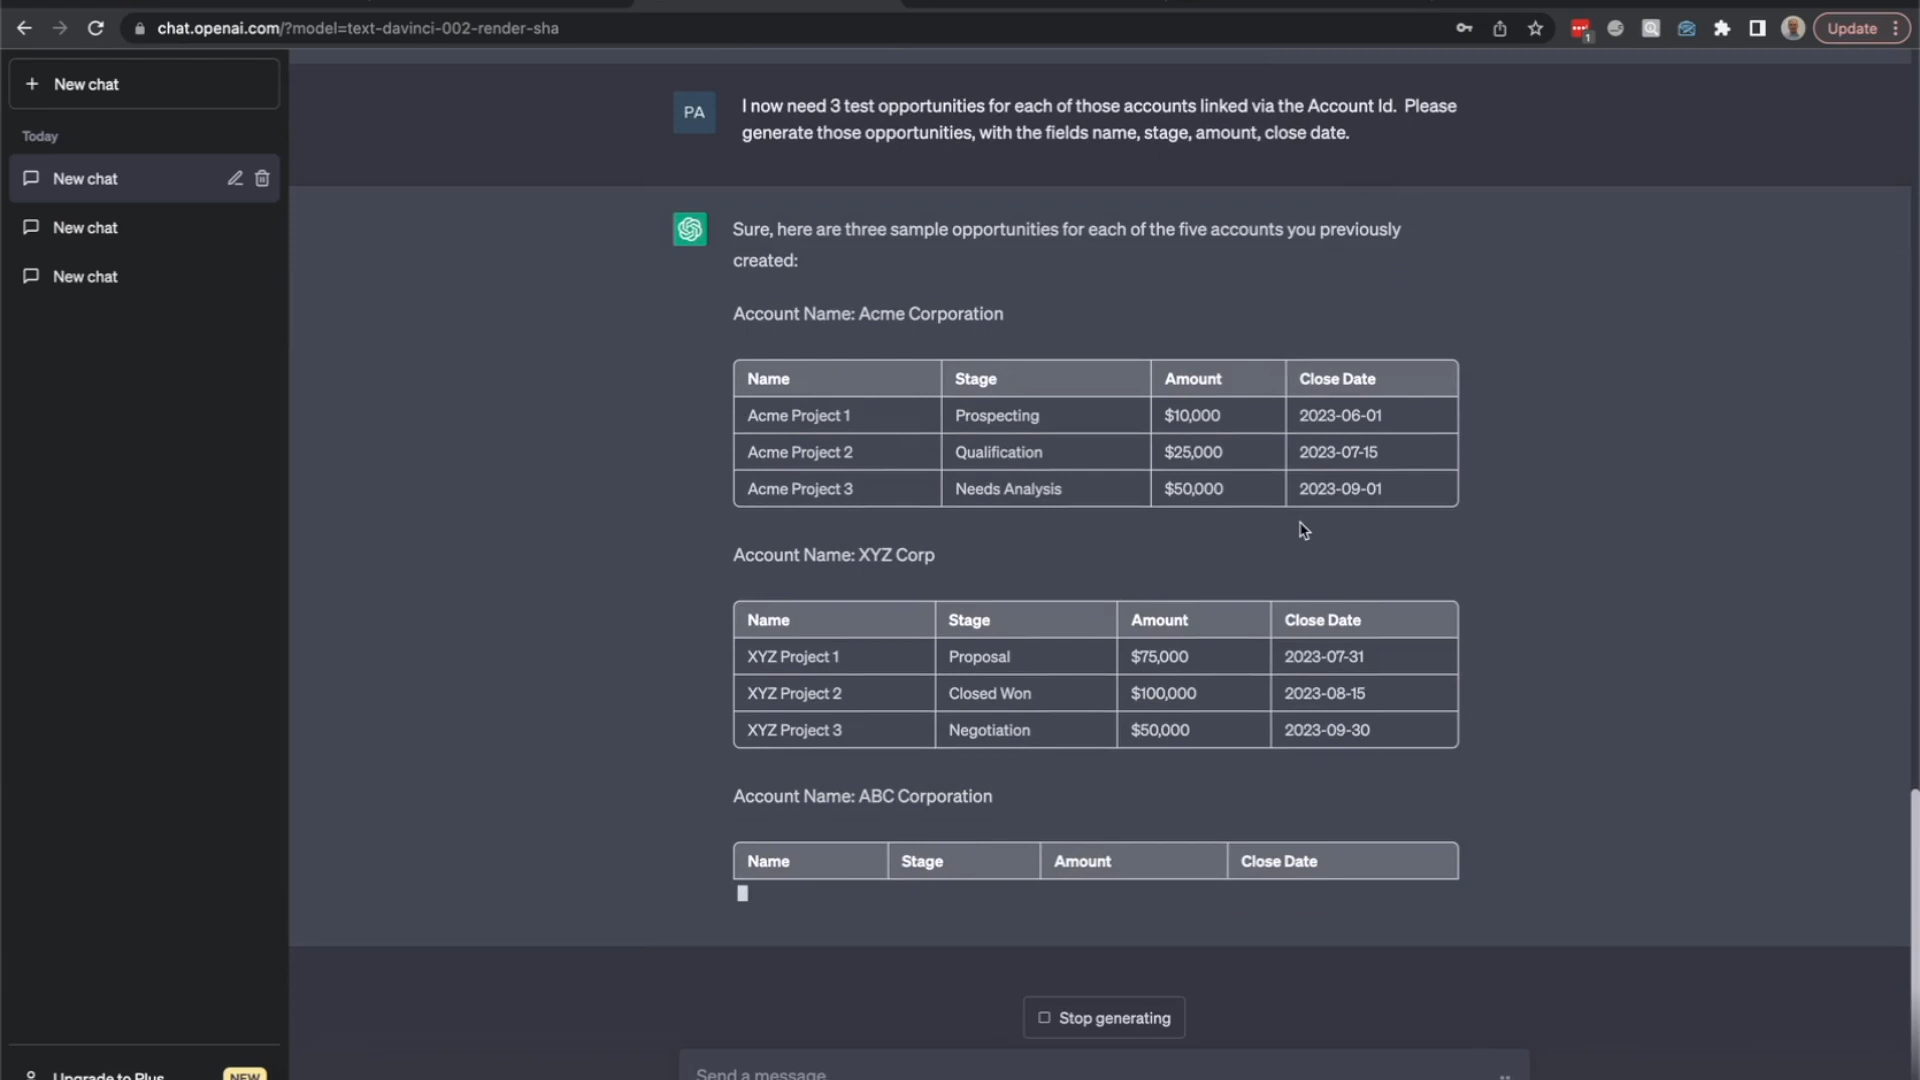 chat.openai.com/?model=text-davinci-002-render-sha
1
Update
New chat
Today
New chat
New chat
New chat
PA
I now need 3 test opportunities for each of those accounts linked via the Account Id. Please
generate those opportunities, with the fields name, stage, amount, close date.
Sure, here are three sample opportunities for each of the five accounts you previously
created:
Account Name: Acme Corporation
Name Stage Amount Close Date
Acme Project 1 Prospecting $10,000 2023-06-01
Acme Project 2 Qualification $25,000 2023-07-15
Acme Project 3 Needs Analysis $50,000 2023-09-01
Account Name: XYZ Corp
Name Stage Amount Close Date
XYZ Project 1 Proposal $75,000 2023-07-31
XYZ Project 2 Closed Won $100,000 2023-08-15
XYZ Project 3 Negotiation $50,000 2023-09-30
Account Name: ABC Corporation
Name Stage Amount Close Date
Stop generating
Upgrade to Plus NEW
Send a message